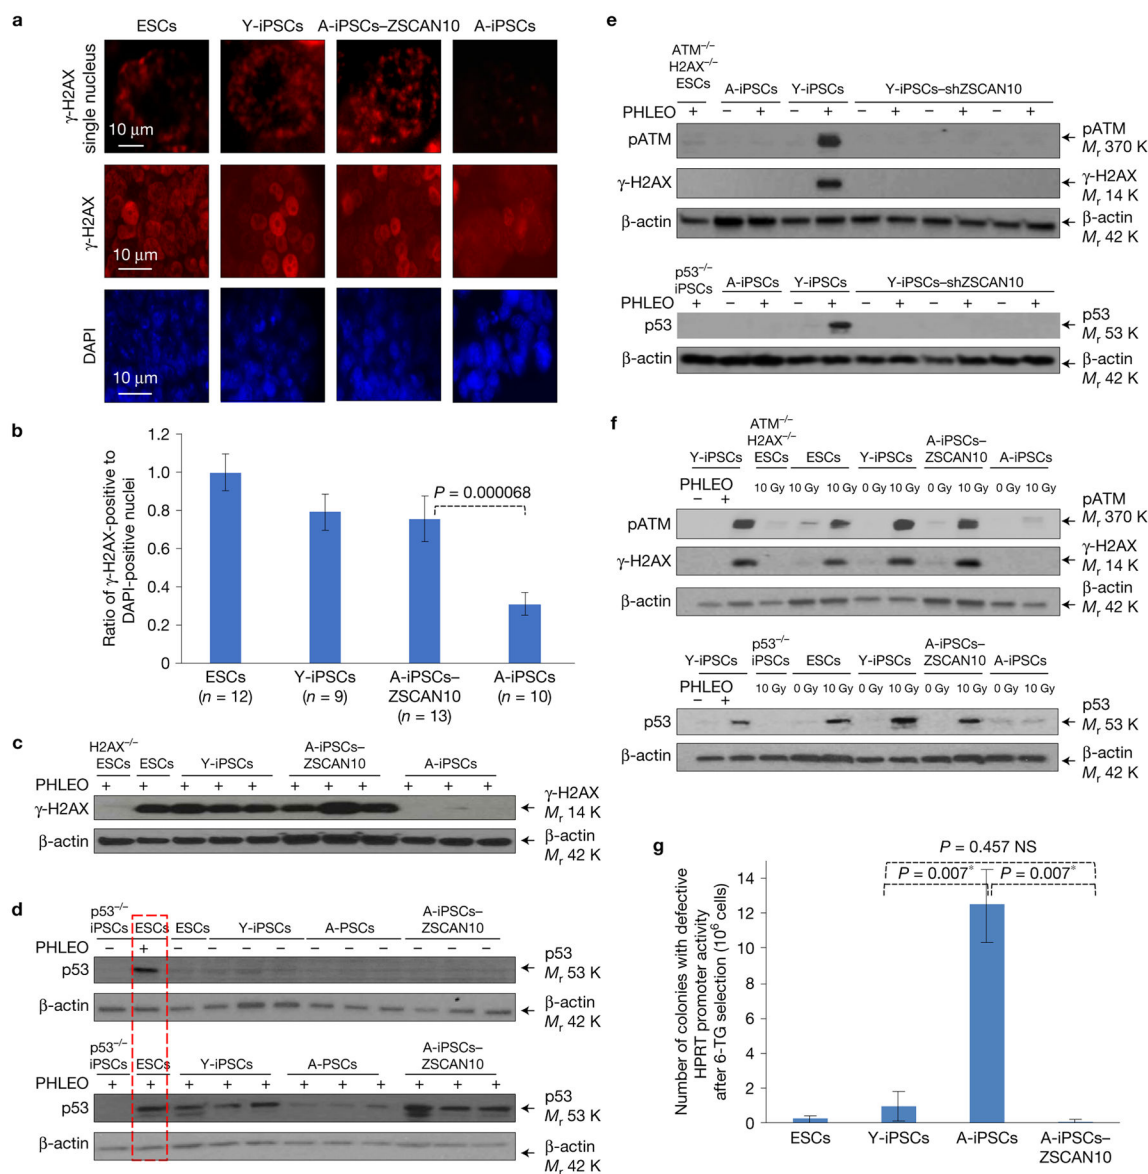 a
ESCs Y-iPSCs A-iPSCs–ZSCAN10 A-iPSCs
γ-H2AX
single nucleus
10 μm
γ-H2AX
10 μm
DAPI
10 μm
b
Ratio of γ-H2AX-positive to
DAPI-positive nuclei
1.2
1.0
0.8
0.6
0.4
0.2
0
P = 0.000068
ESCs Y-iPSCs A-iPSCs– A-iPSCs
(n = 12) (n = 9) ZSCAN10 (n = 10)
(n = 13)
c
H2AX–/– ESCs Y-iPSCs A-iPSCs– A-iPSCs
ESCs ZSCAN10
PHLEO + + + + + + + + + + +
γ-H2AX γ-H2AX
Mr 14 K
β-actin β-actin
Mr 42 K
d
p53–/– A-iPSCs–
iPSCs ESCs ESCs Y-iPSCs A-PSCs ZSCAN10
PHLEO – + – – – – – – – – – –
p53 p53
Mr 53 K
β-actin β-actin
Mr 42 K
p53–/– A-iPSCs–
iPSCs ESCs Y-iPSCs A-PSCs ZSCAN10
PHLEO + + + + + + + + + + +
p53 p53
Mr 53 K
β-actin β-actin
Mr 42 K
e
ATM–/–
H2AX–/–
ESCs A-iPSCs Y-iPSCs Y-iPSCs–shZSCAN10
PHLEO + – + – + – + – + – +
pATM pATM
Mr 370 K
γ-H2AX γ-H2AX
Mr 14 K
β-actin β-actin
Mr 42 K
p53–/–
iPSCs A-iPSCs Y-iPSCs Y-iPSCs–shZSCAN10
PHLEO + – + – + – + – + – +
p53 p53
Mr 53 K
β-actin β-actin
Mr 42 K
f
ATM–/–
H2AX–/– A-iPSCs–
Y-iPSCs ESCs ESCs Y-iPSCs ZSCAN10 A-iPSCs
PHLEO 10 Gy 10 Gy 10 Gy 0 Gy 10 Gy 0 Gy 10 Gy 0 Gy 10 Gy
– +
pATM pATM
Mr 370 K
γ-H2AX γ-H2AX
Mr 14 K
β-actin β-actin
Mr 42 K
p53–/– A-iPSCs–
Y-iPSCs iPSCs ESCs Y-iPSCs ZSCAN10 A-iPSCs
PHLEO 10 Gy 0 Gy 10 Gy 0 Gy 10 Gy 0 Gy 10 Gy 0 Gy 10 Gy
– +
p53 p53
Mr 53 K
β-actin β-actin
Mr 42 K
g
Number of colonies with defective
HPRT promoter activity
after 6-TG selection (10⁶ cells)
14
12
10
8
6
4
2
0
P = 0.457 NS
P = 0.007* P = 0.007*
ESCs Y-iPSCs A-iPSCs A-iPSCs–
ZSCAN10